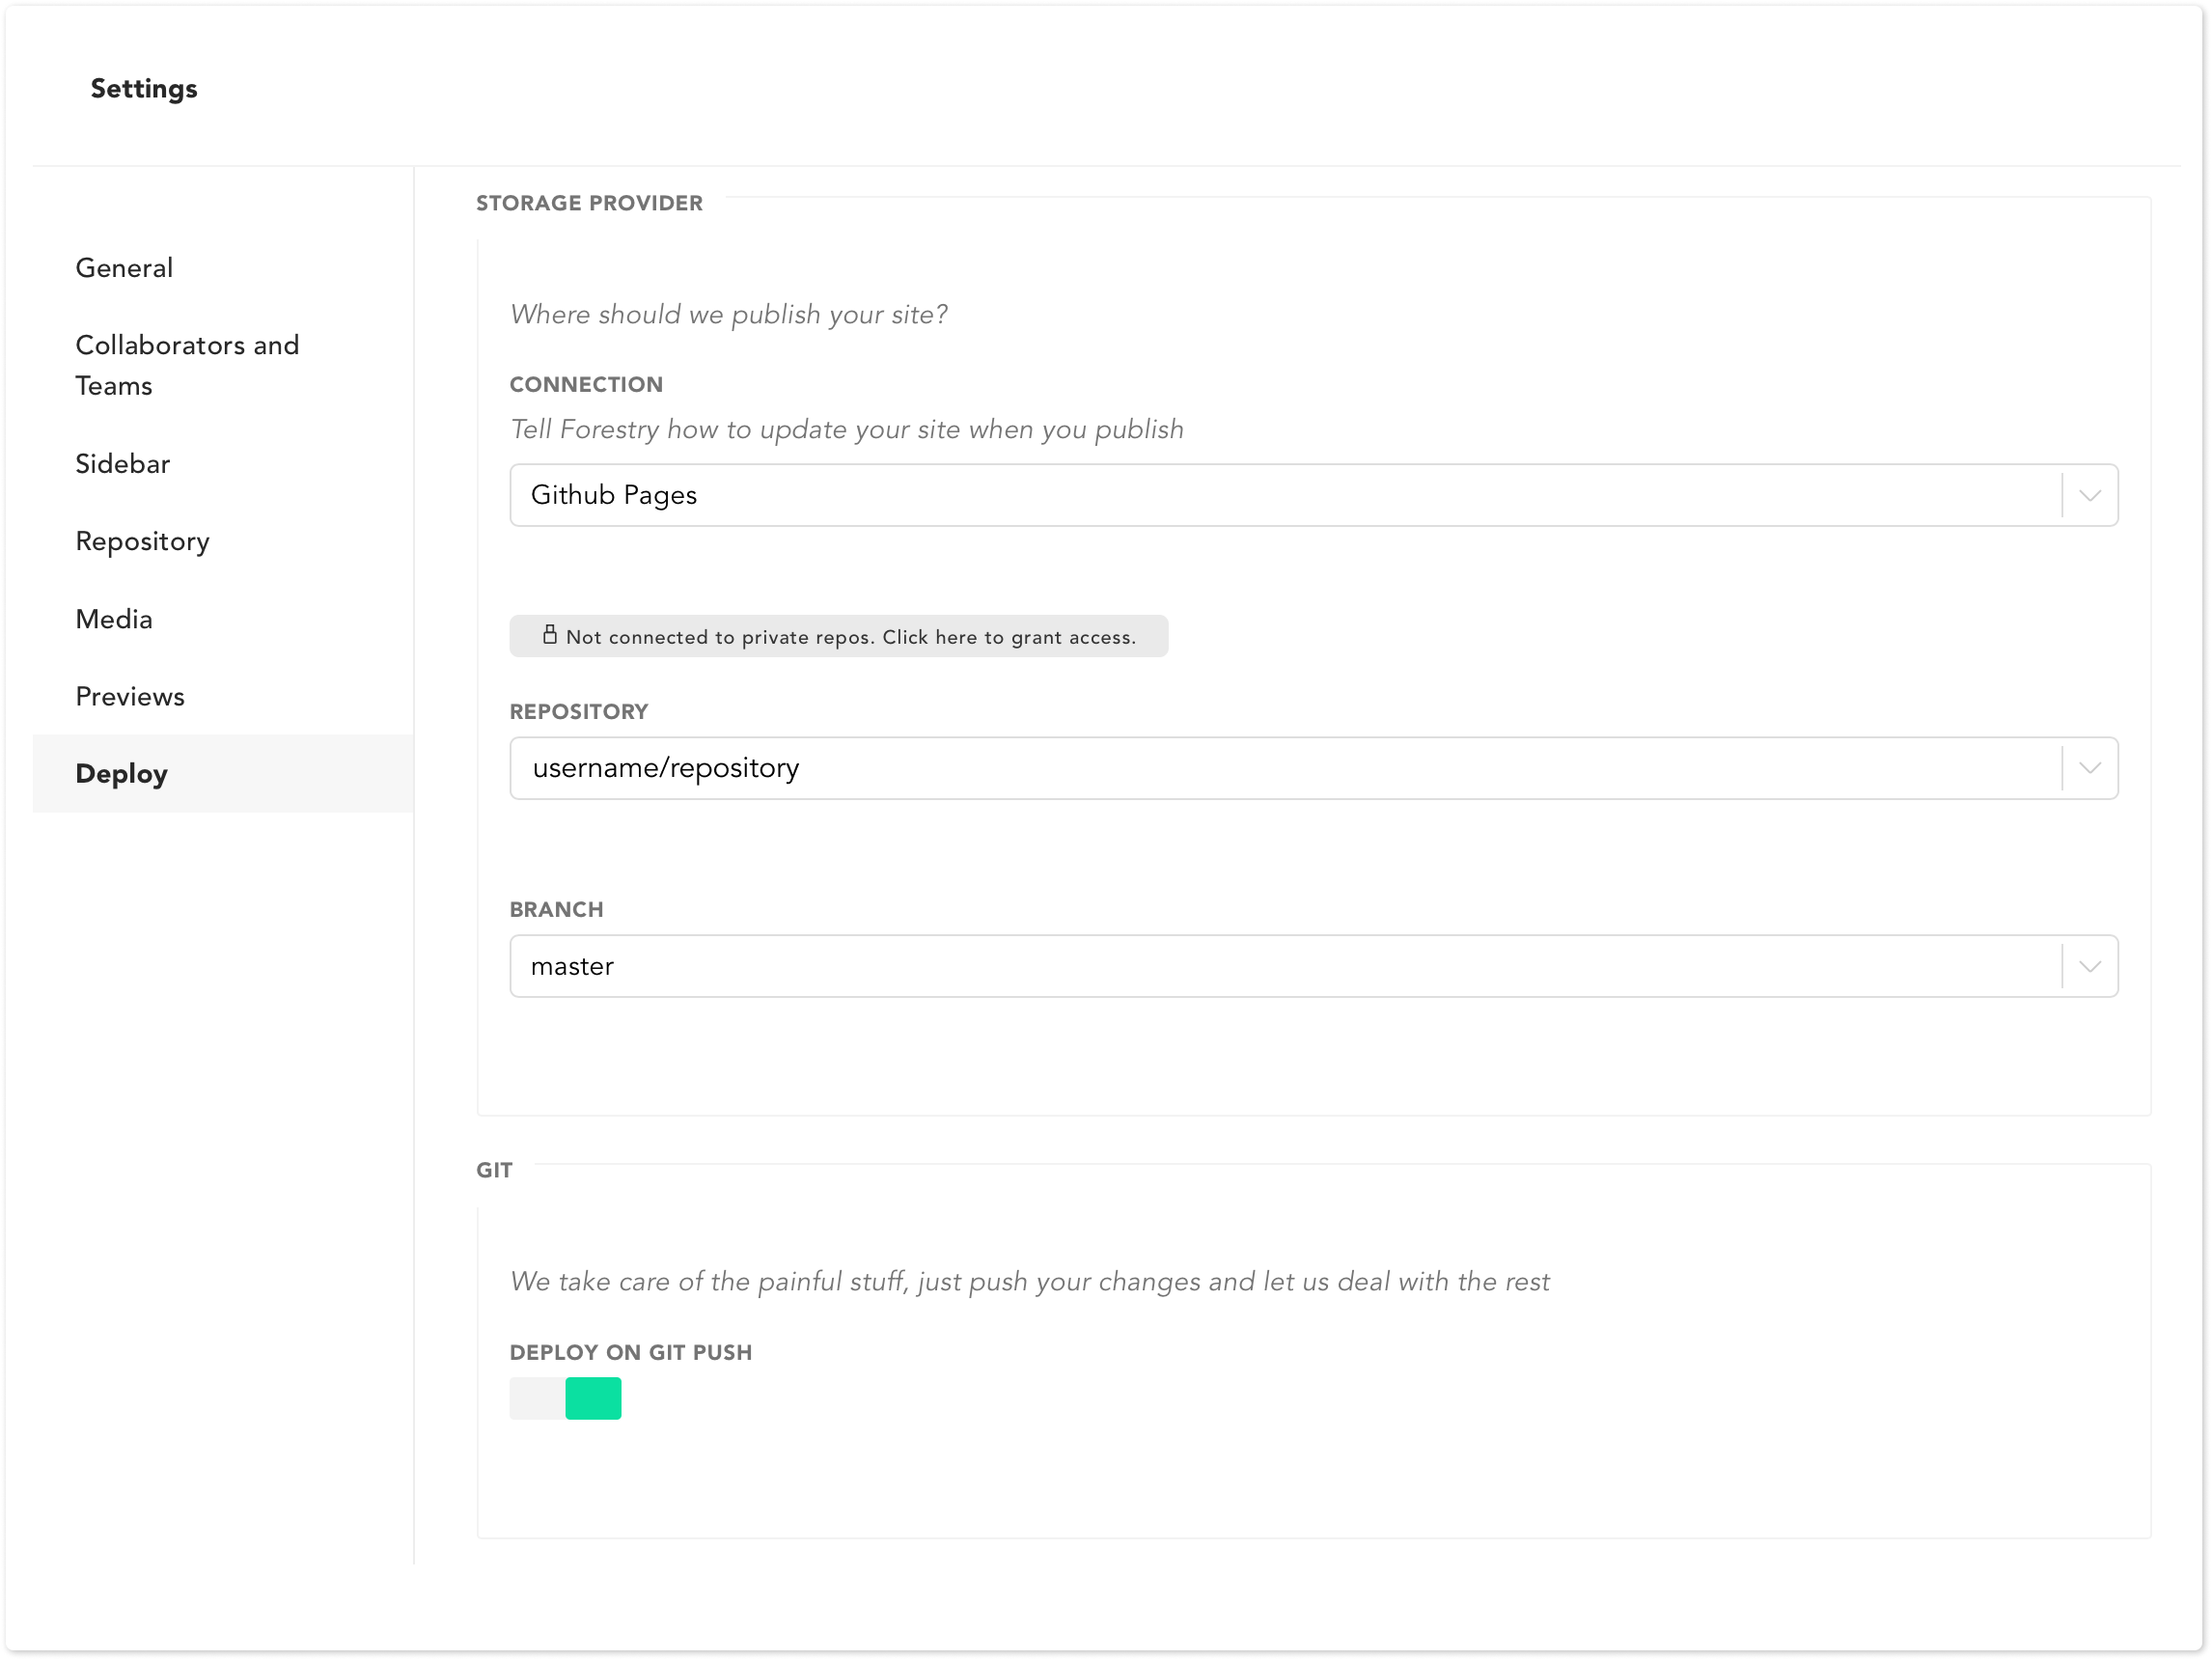 Settings
General
Collaborators and
Teams
Sidebar
Repository
Media
Previews
Deploy
STORAGE PROVIDER
Where should we publish your site?
CONNECTION
Tell Forestry how to update your site when you publish
Github Pages
Not connected to private repos. Click here to grant access.
REPOSITORY
username/repository
BRANCH
master
GIT
We take care of the painful stuff, just push your changes and let us deal with the rest
DEPLOY ON GIT PUSH